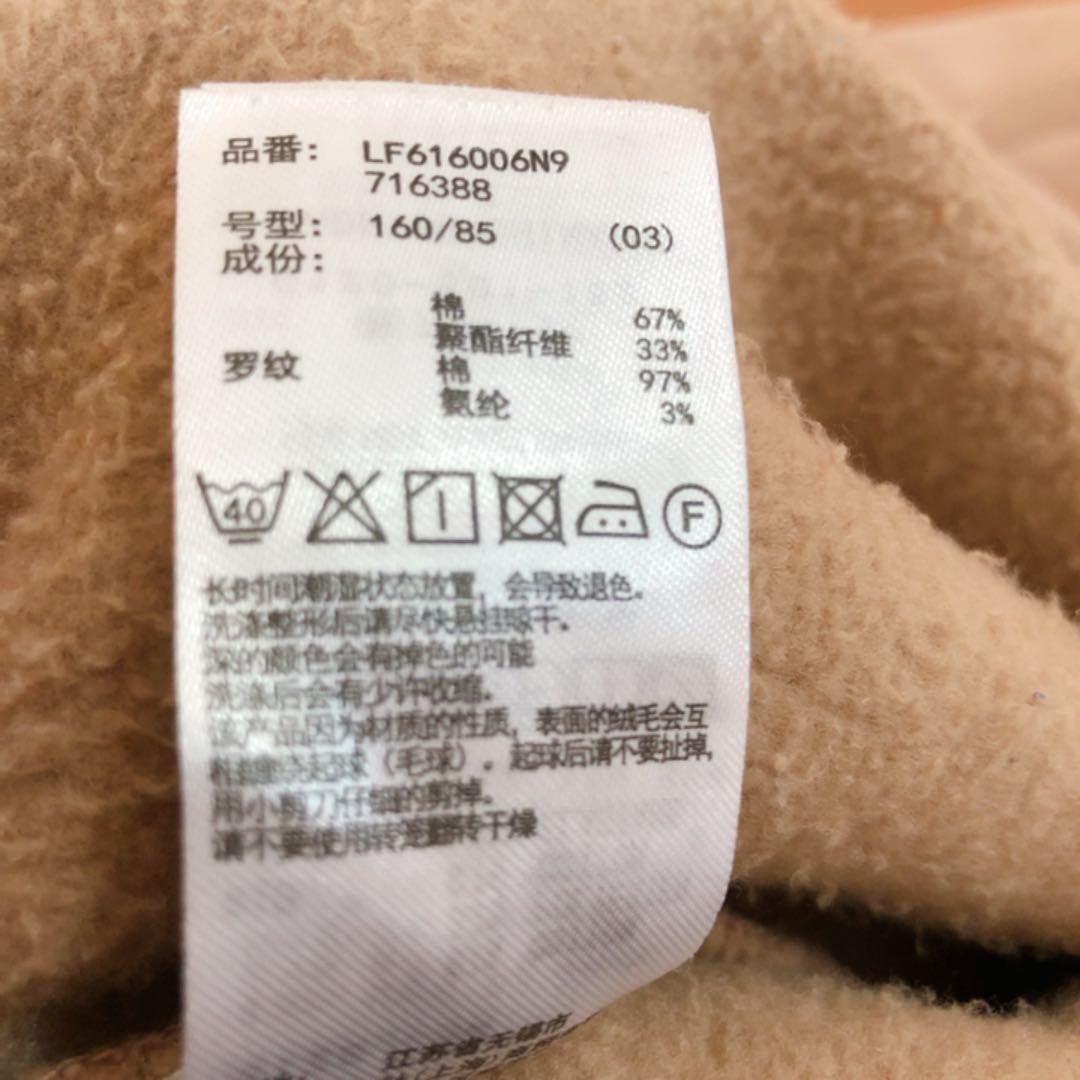 品番: LF616006N9
716388
号型: 160/85 (03)
成份:
棉 67%
聚酯纤维 33%
罗纹 棉 97%
氨纶 3%
40
F
长时间潮湿状态放置，会导致退色。
洗涤整形后请尽快悬挂晾干。
深的颜色会有掉色的可能
洗涤后会有少许收缩。
该产品因为材质的性质，表面的绒毛会互
起球（毛球）。起球后请不要扯掉,
用小剪刀仔细的剪掉。
请不要使用转笼翻转干燥
江苏省无锡市